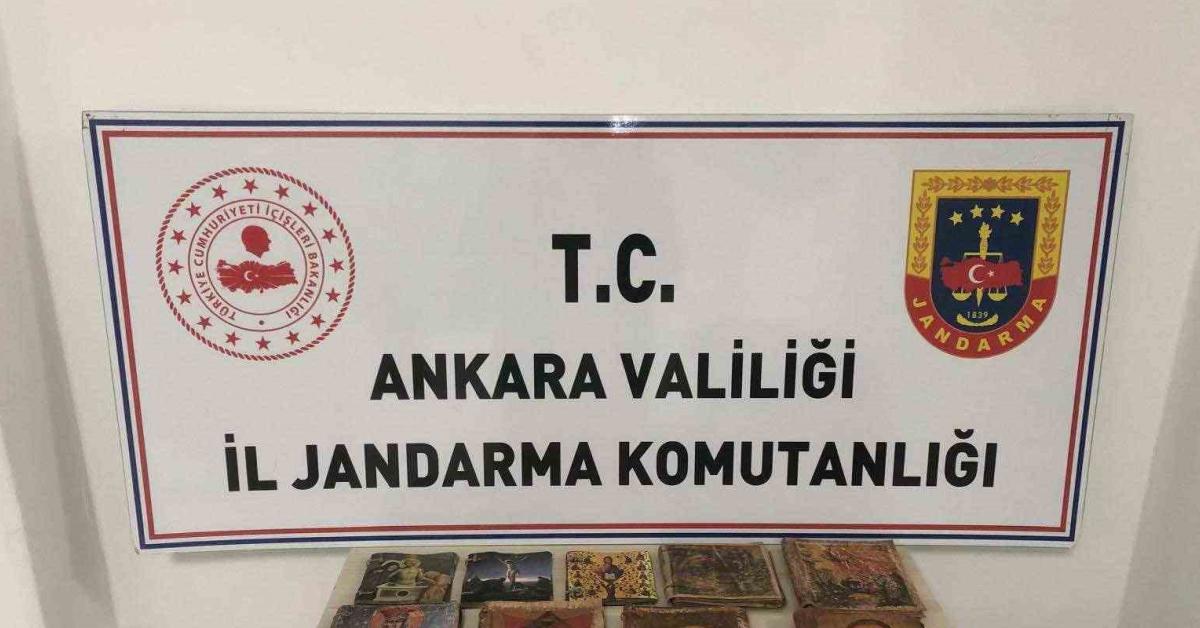 T.C.
ANKARA VALİLİĞİ
İL JANDARMA KOMUTANLIĞI
TÜRKİYE CUMHURİYETİ İÇİŞLERİ BAKANLIĞI
1839
JANDARMA